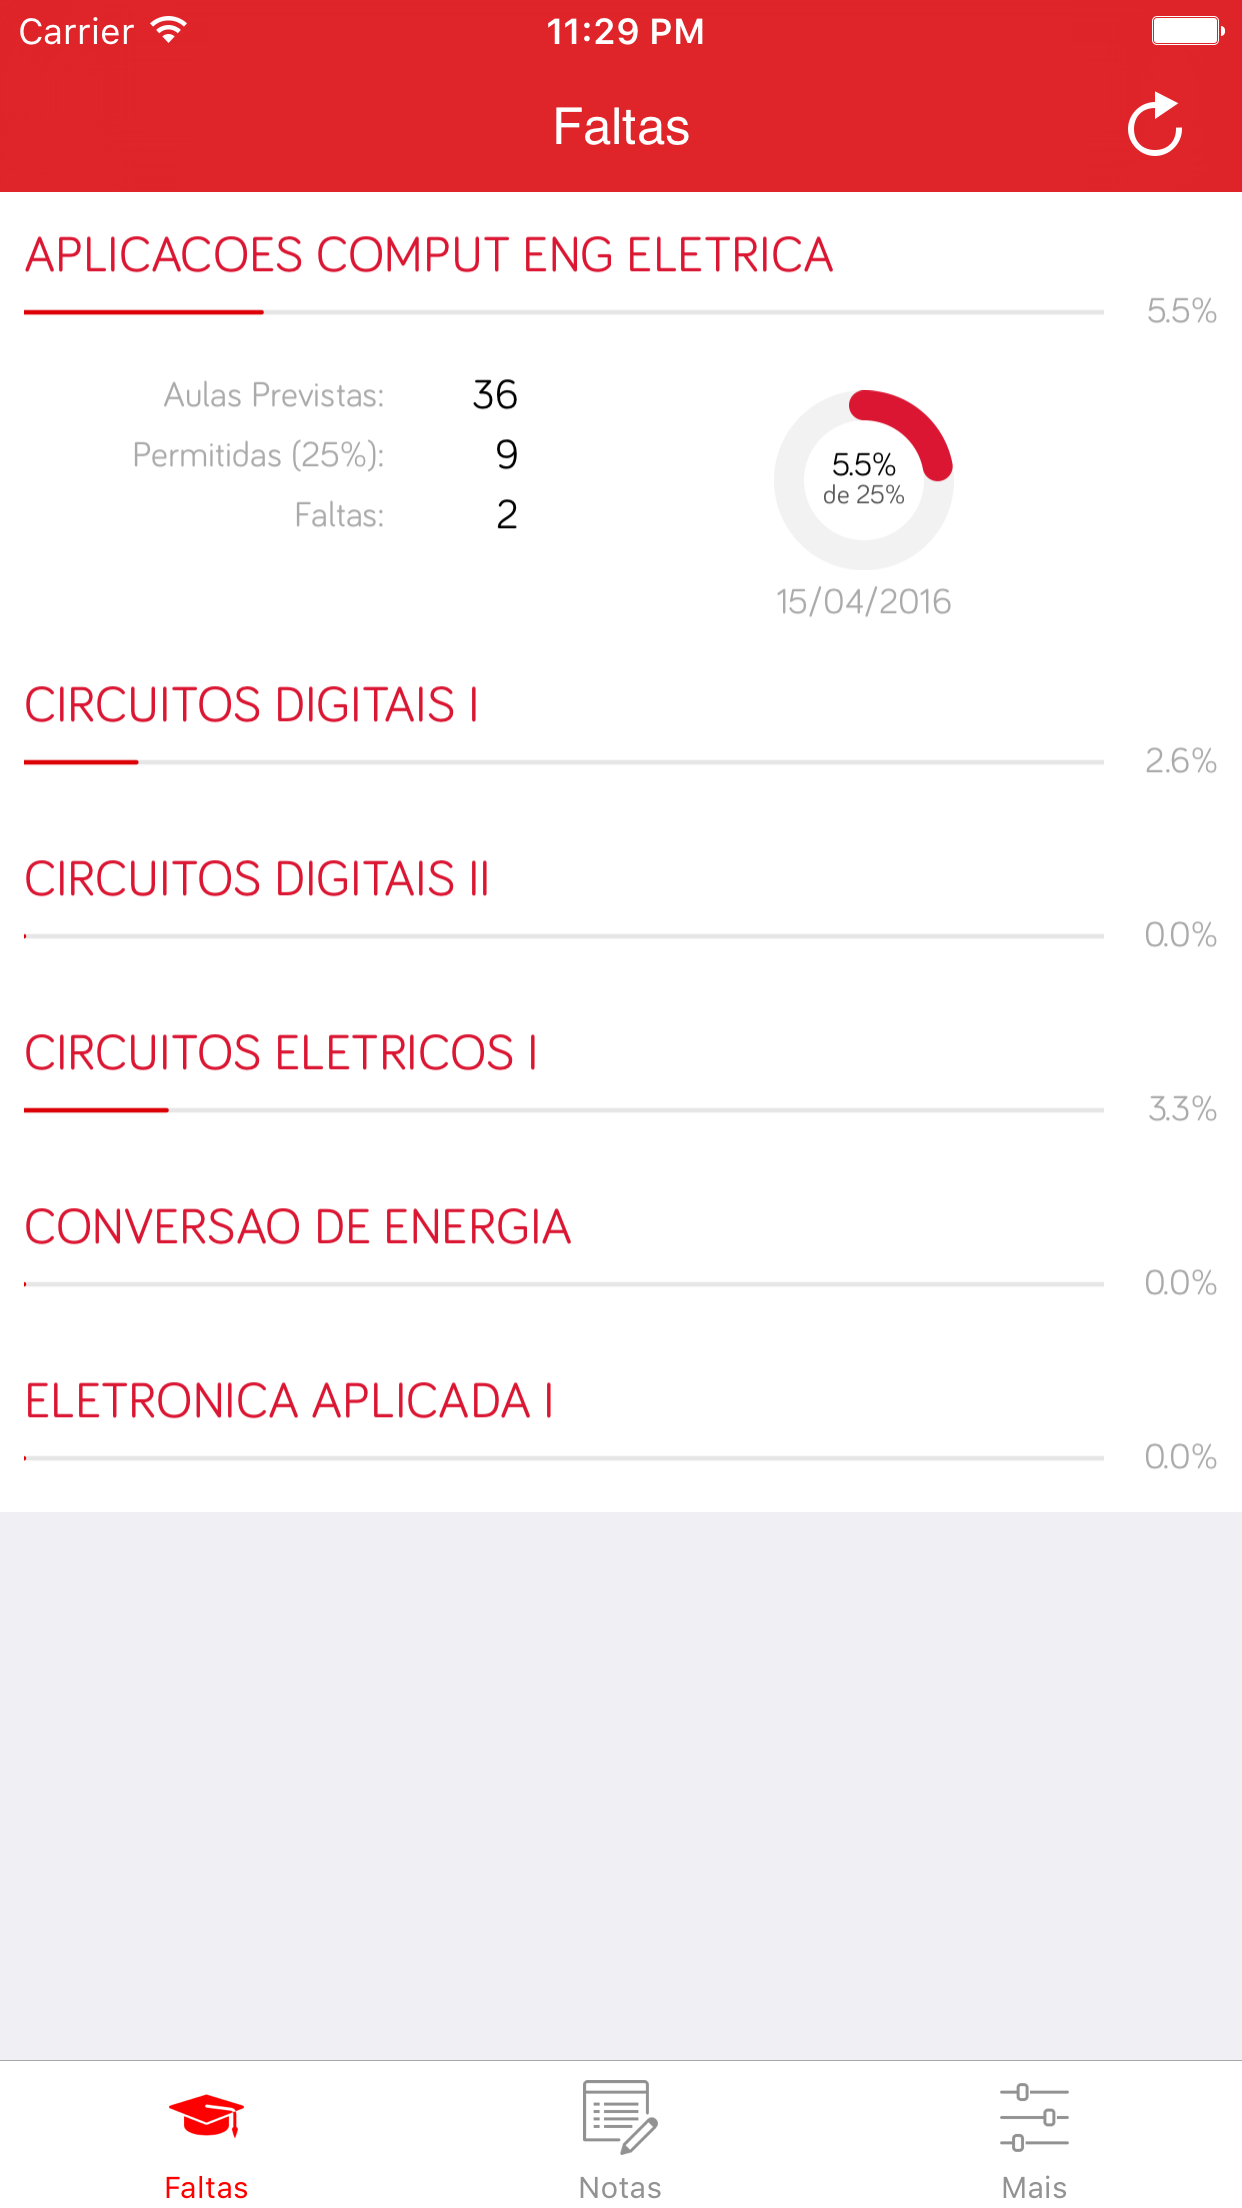 Carrier 11:29 PM
Faltas
APLICACOES COMPUT ENG ELETRICA
5.5%
Aulas Previstas: 36
Permitidas (25%): 9
Faltas: 2
5.5%
de 25%
15/04/2016
CIRCUITOS DIGITAIS I
2.6%
CIRCUITOS DIGITAIS II
0.0%
CIRCUITOS ELETRICOS I
3.3%
CONVERSAO DE ENERGIA
0.0%
ELETRONICA APLICADA I
0.0%
Faltas Notas Mais